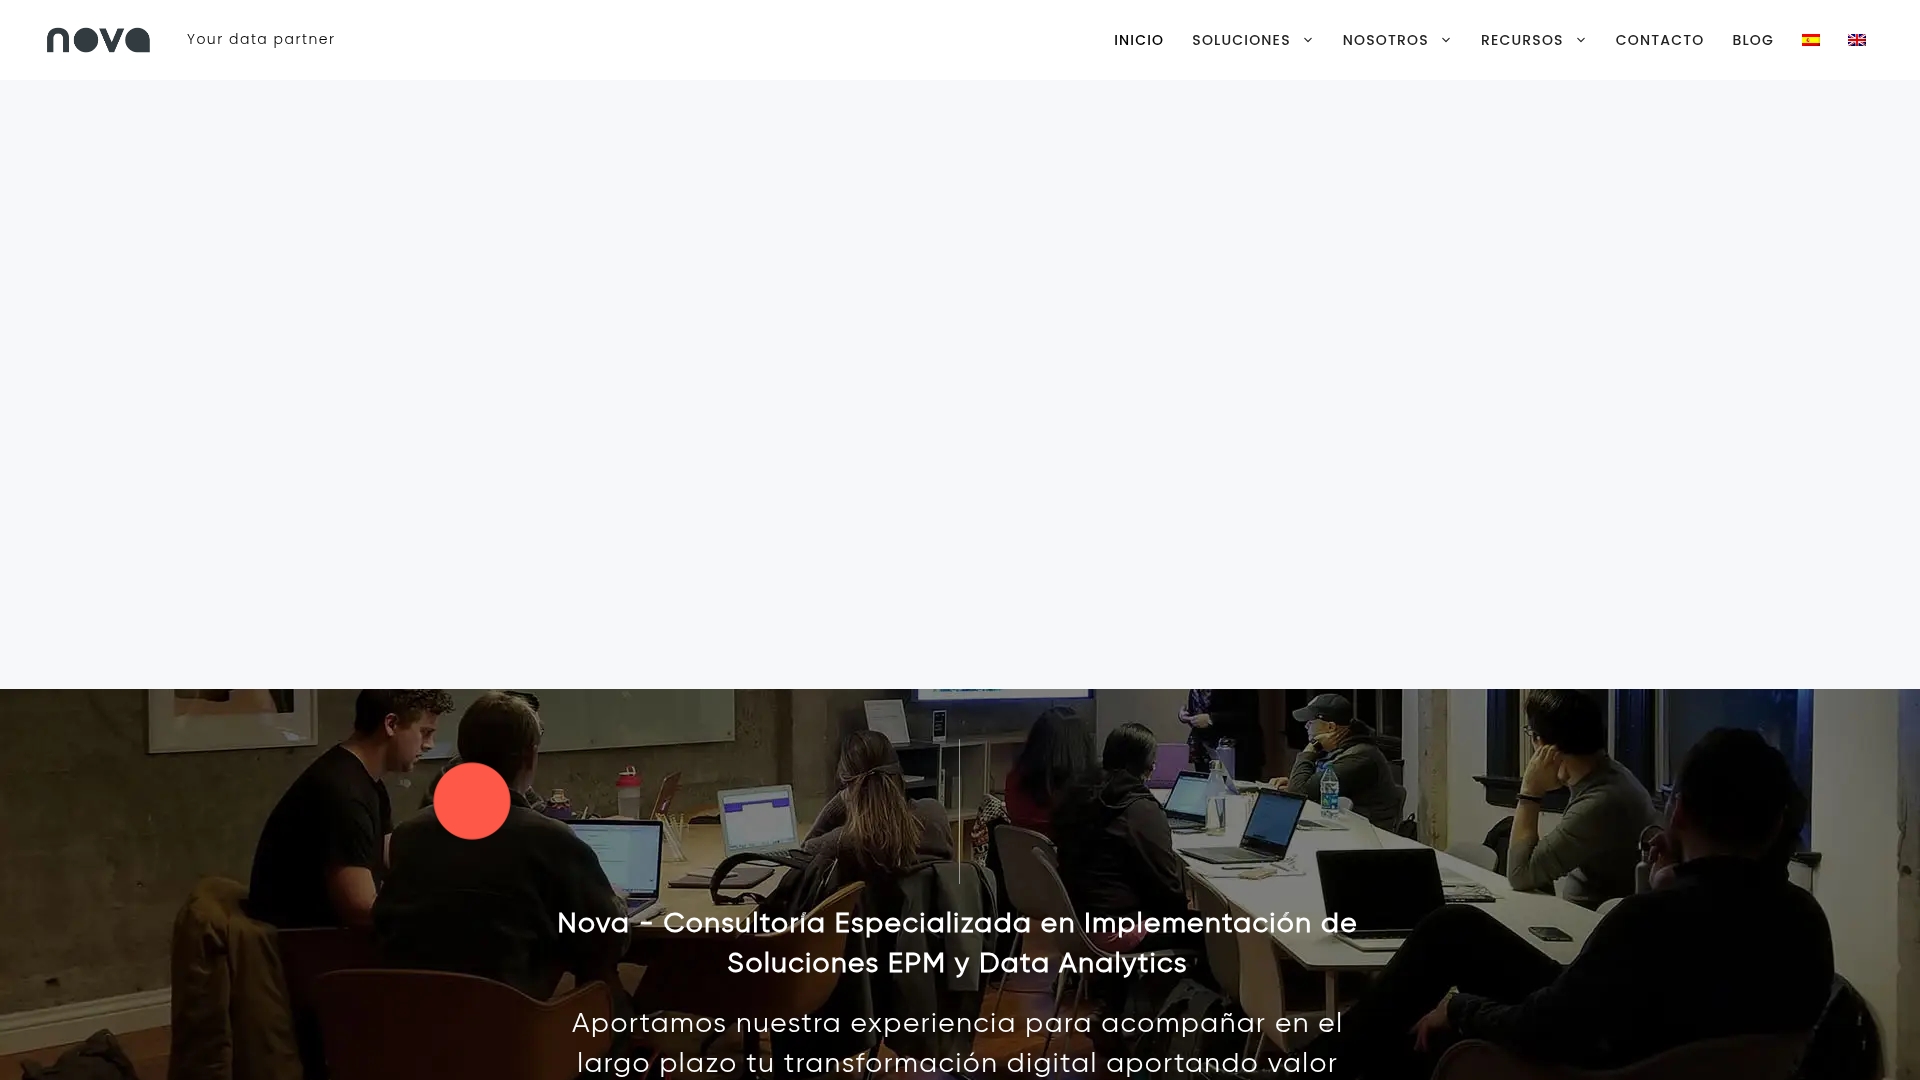 nova
Your data partner
INICIO
SOLUCIONES
NOSOTROS
RECURSOS
CONTACTO
BLOG
Nova - Consultoría Especializada en Implementación de
Soluciones EPM y Data Analytics
Aportamos nuestra experiencia para acompañar en el
largo plazo tu transformación digital aportando valor